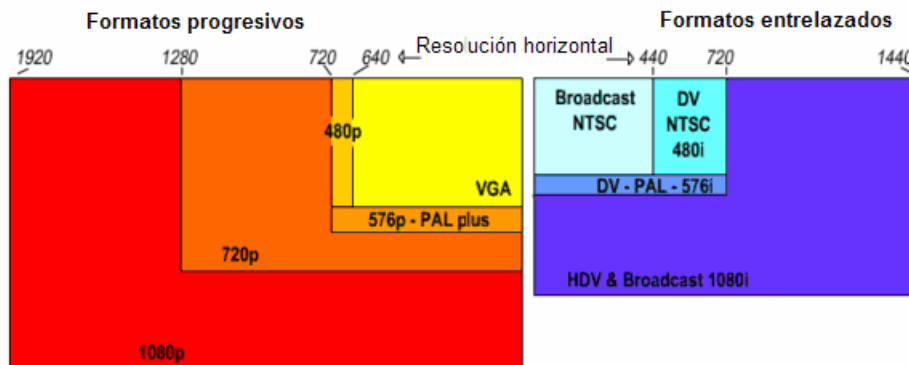 Formatos progresivos
Formatos entrelazados
1920 1280 720 640 Resolución horizontal 440 720 1440
480p
VGA
576p - PAL plus
720p
1080p
Broadcast
NTSC
DV
NTSC
480i
DV - PAL - 576i
HDV & Broadcast 1080i